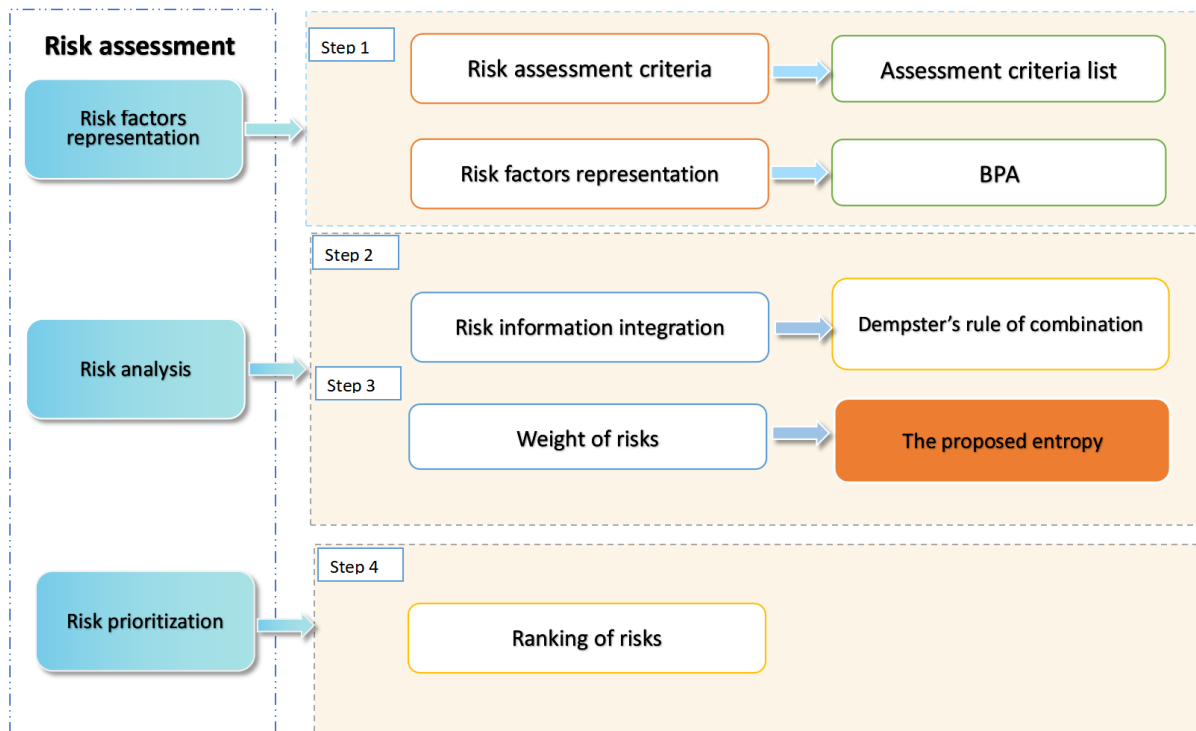 Risk assessment
Risk factors
representation
Step 1
Risk assessment criteria
Assessment criteria list
Risk factors representation
BPA
Risk analysis
Step 2
Risk information integration
Dempster’s rule of combination
Step 3
Weight of risks
The proposed entropy
Risk prioritization
Step 4
Ranking of risks